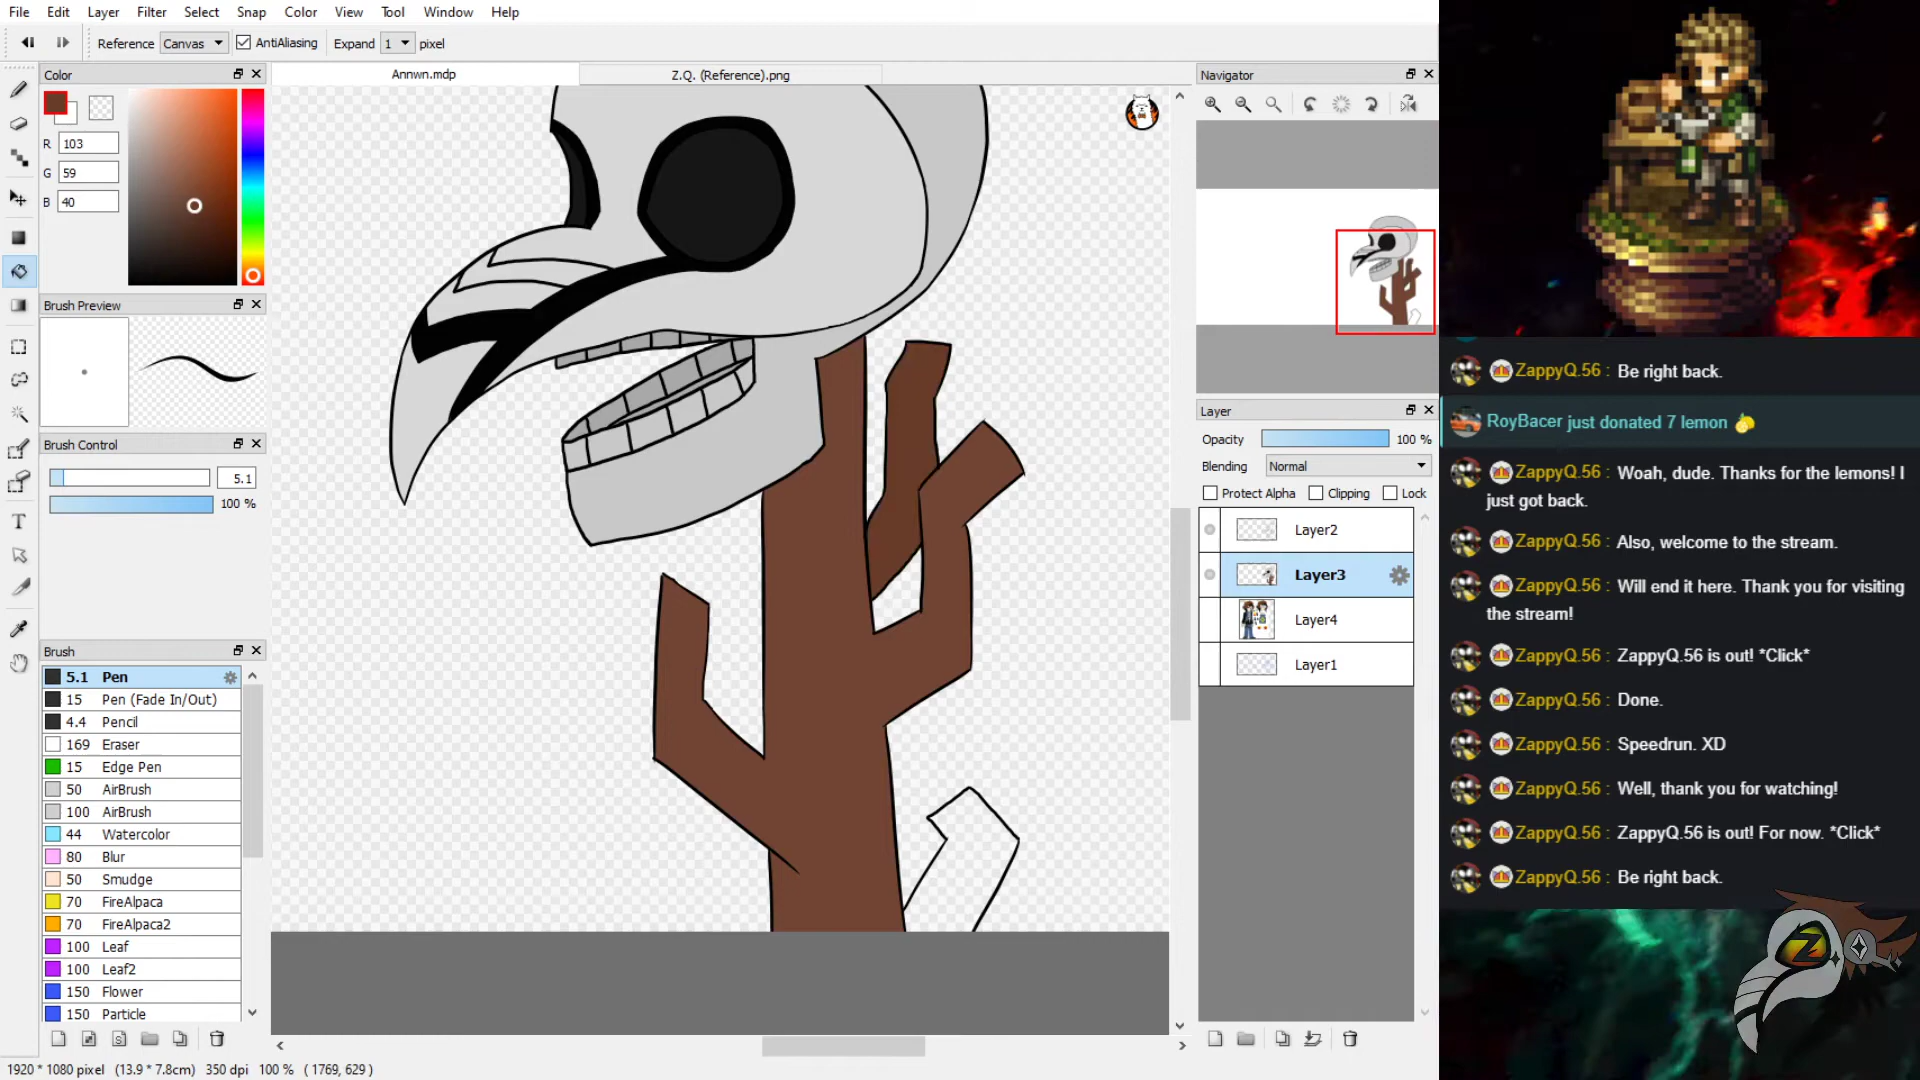 File Edit Layer Filter Select Snap Color View Tool Window Help
Reference Canvas AntiAliasing Expand 1 pixel
Color
R 103
G 59
B 40
Brush Preview
Brush Control
5.1
100 %
Brush
5.1 Pen
15 Pen (Fade In/Out)
4.4 Pencil
169 Eraser
15 Edge Pen
50 AirBrush
100 AirBrush
44 Watercolor
80 Blur
50 Smudge
70 FireAlpaca
70 FireAlpaca2
100 Leaf
100 Leaf2
150 Flower
150 Particle
1920 * 1080 pixel (13.9 * 7.8cm) 350 dpi 100 % ( 1769, 629 )
Annwn.mdp
Z.Q. (Reference).png
Navigator
Layer
Opacity 100 %
Blending Normal
Protect Alpha Clipping Lock
Layer2
Layer3
Layer4
Layer1
ZappyQ.56 : Be right back.
RoyBacer just donated 7 lemon
ZappyQ.56 : Woah, dude. Thanks for the lemons! I
just got back.
ZappyQ.56 : Also, welcome to the stream.
ZappyQ.56 : Will end it here. Thank you for visiting
the stream!
ZappyQ.56 : ZappyQ.56 is out! *Click*
ZappyQ.56 : Done.
ZappyQ.56 : Speedrun. XD
ZappyQ.56 : Well, thank you for watching!
ZappyQ.56 : ZappyQ.56 is out! For now. *Click*
ZappyQ.56 : Be right back.
Z